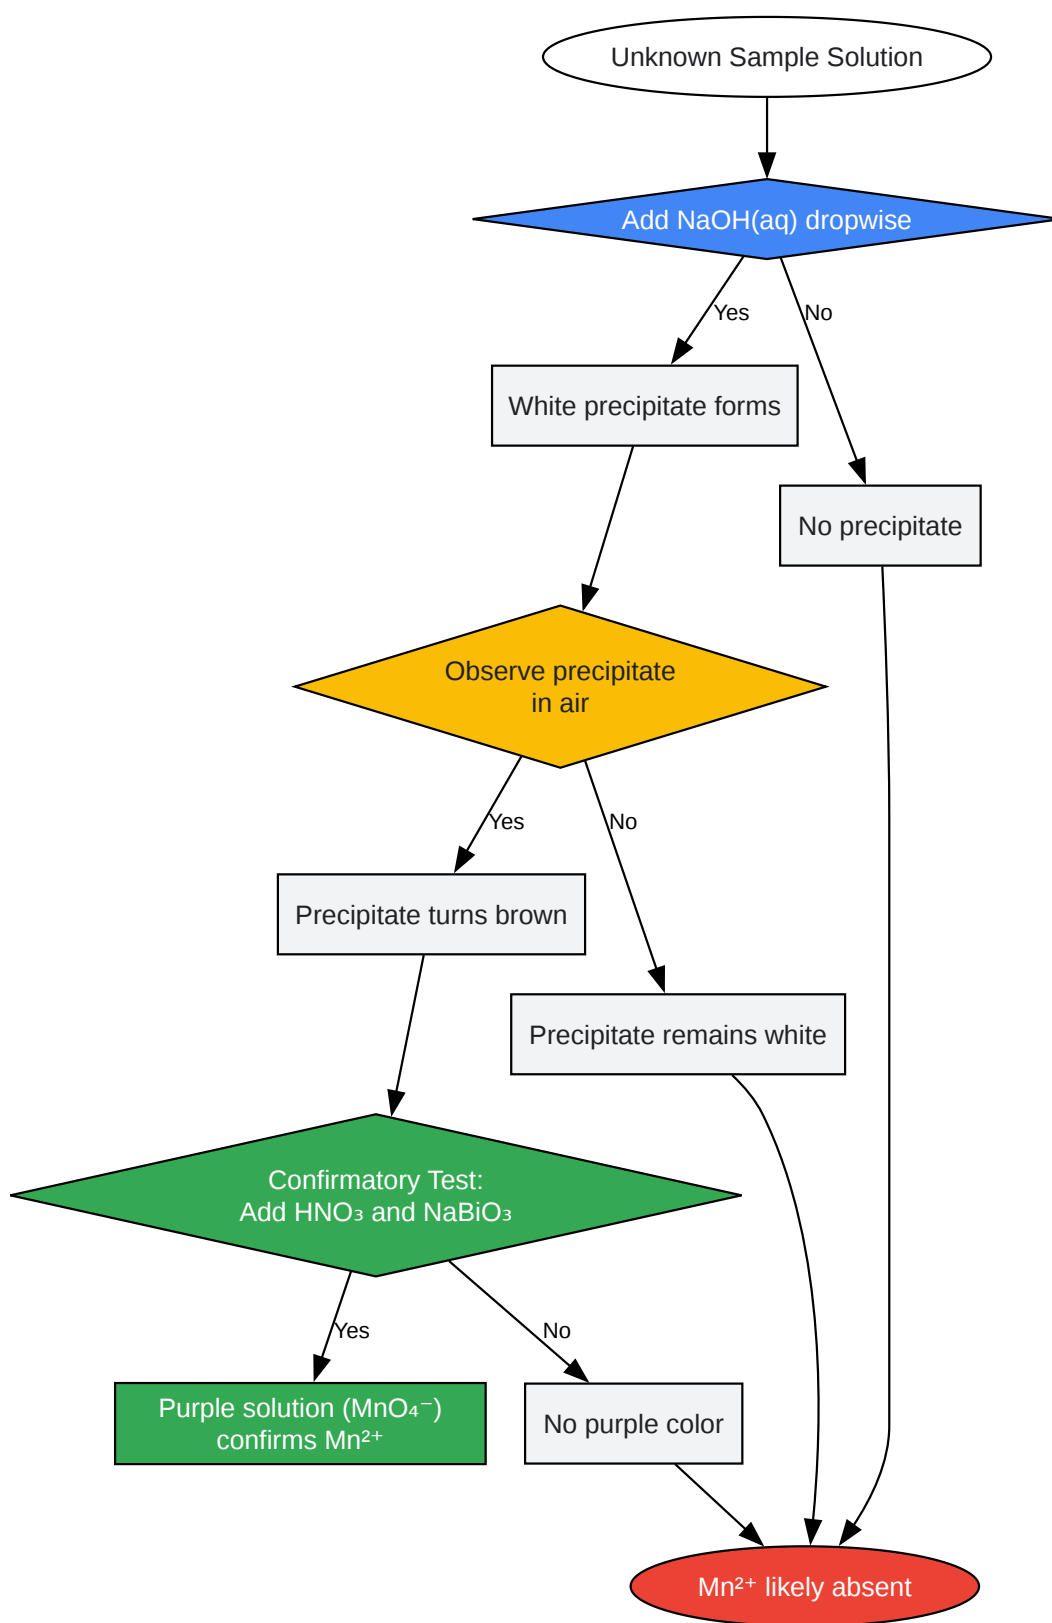 Unknown Sample Solution
Add NaOH(aq) dropwise
Yes
No
White precipitate forms
No precipitate
Observe precipitate
in air
Yes
No
Precipitate turns brown
Precipitate remains white
Confirmatory Test:
Add HNO₃ and NaBiO₃
Yes
No
Purple solution (MnO₄⁻)
confirms Mn²⁺
No purple color
Mn²⁺ likely absent